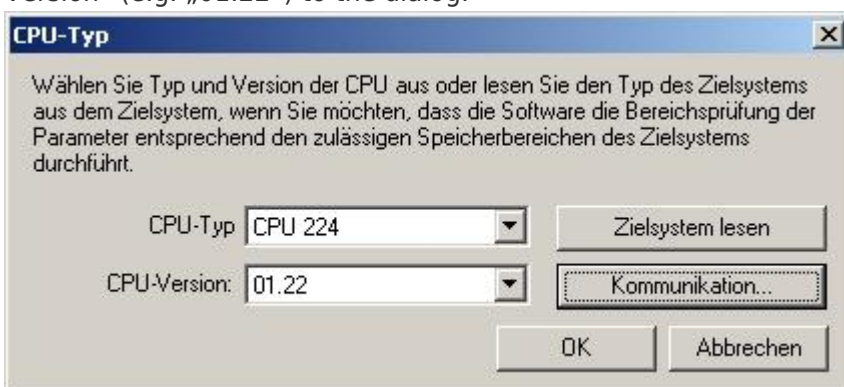 version" (e.g. „01.22") to the dialog.
CPU-Typ
Wählen Sie Typ und Version der CPU aus oder lesen Sie den Typ des Zielsystems
aus dem Zielsystem, wenn Sie möchten, dass die Software die Bereichsprüfung der
Parameter entsprechend den zulässigen Speicherbereichen des Zielsystems
durchführt.
CPU-Typ CPU 224 Zielsystem lesen
CPU-Version: 01.22 Kommunikation...
OK Abbrechen